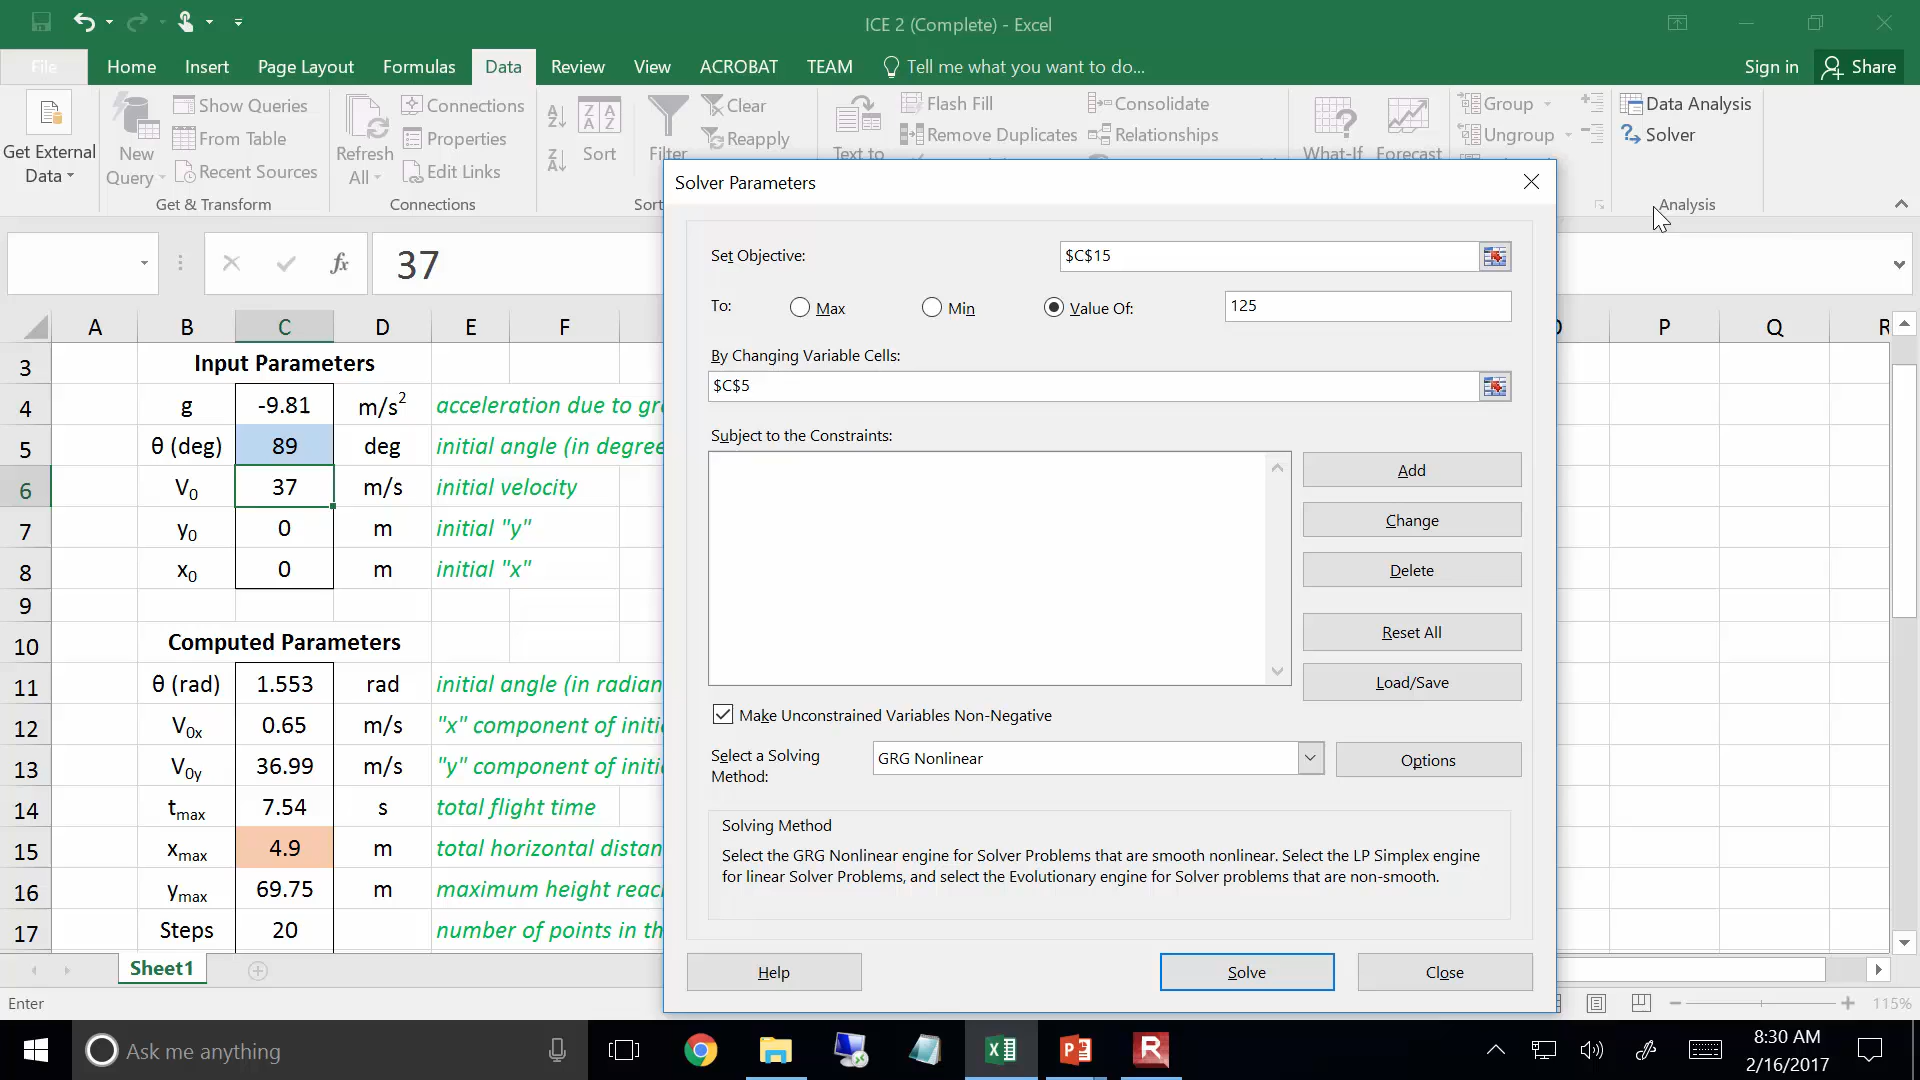 ICE 2 (Complete) - Excel
File Home Insert Page Layout Formulas Data Review View ACROBAT TEAM Tell me what you want to do... Sign in Share
Get External Data
New Query
Show Queries
From Table
Recent Sources
Get & Transform
Refresh All
Connections
Properties
Edit Links
Connections
Sort
Filter
Clear
Reapply
Sort
Text to
Flash Fill
Remove Duplicates
Consolidate
Relationships
What-If
Forecast
Group
Ungroup
Data Analysis
Solver
Analysis
fx 37
A B C D E F P Q R
3 Input Parameters
4 g -9.81 m/s2 acceleration due to gr
5 θ (deg) 89 deg initial angle (in degree
6 V0 37 m/s initial velocity
7 y0 0 m initial "y"
8 x0 0 m initial "x"
9
10 Computed Parameters
11 θ (rad) 1.553 rad initial angle (in radian
12 V0x 0.65 m/s "x" component of initi
13 V0y 36.99 m/s "y" component of initi
14 tmax 7.54 s total flight time
15 xmax 4.9 m total horizontal distan
16 ymax 69.75 m maximum height reac
17 Steps 20 number of points in th
Sheet1
Enter
115%
Solver Parameters
Set Objective: $C$15
To: Max Min Value Of: 125
By Changing Variable Cells:
$C$5
Subject to the Constraints:
Add
Change
Delete
Reset All
Load/Save
Make Unconstrained Variables Non-Negative
Select a Solving Method: GRG Nonlinear Options
Solving Method
Select the GRG Nonlinear engine for Solver Problems that are smooth nonlinear. Select the LP Simplex engine
for linear Solver Problems, and select the Evolutionary engine for Solver problems that are non-smooth.
Help Solve Close
Ask me anything
8:30 AM
2/16/2017